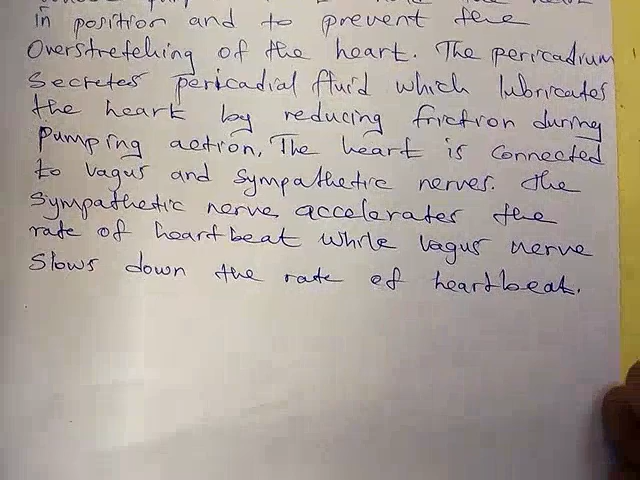 in position and to prevent the
Overstretching of the heart. The pericadrum
Secretes pericadial fluid which lubricates
the heart by reducing friction during
Pumping action. The heart is connected
to vagus and sympathetic nerves. The
Sympathetic nerve accelerates the
rate of heartbeat while vagus nerve
Slows down the rate of heartbeat.